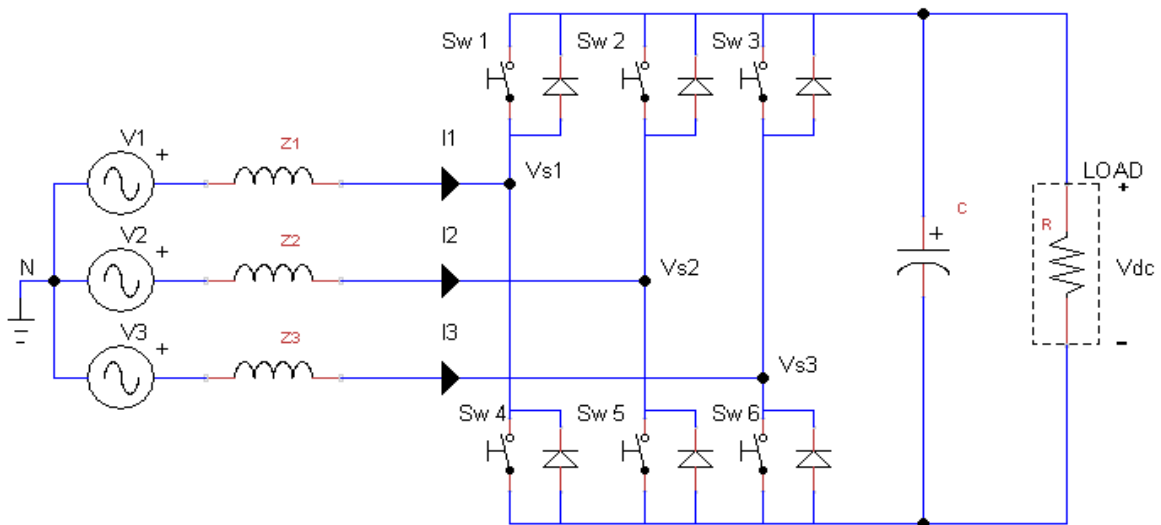 Sw 1
Sw 2
Sw 3
V1
+
Z1
I1
Vs1
LOAD
+
C
R
V2
+
Z2
I2
N
Vs2
+
Vdc
V3
+
Z3
I3
Vs3
-
Sw 4
Sw 5
Sw 6